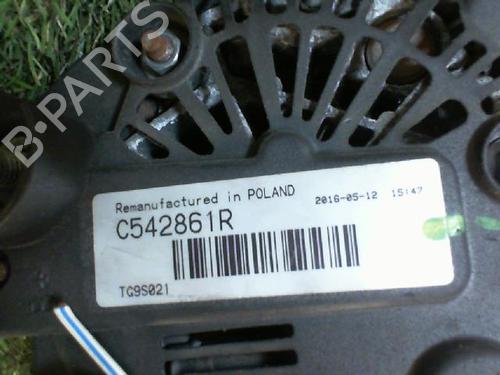 B-PARTS
Remanufactured in POLAND 2016-05-12 15:47
C542861R
TG9S021